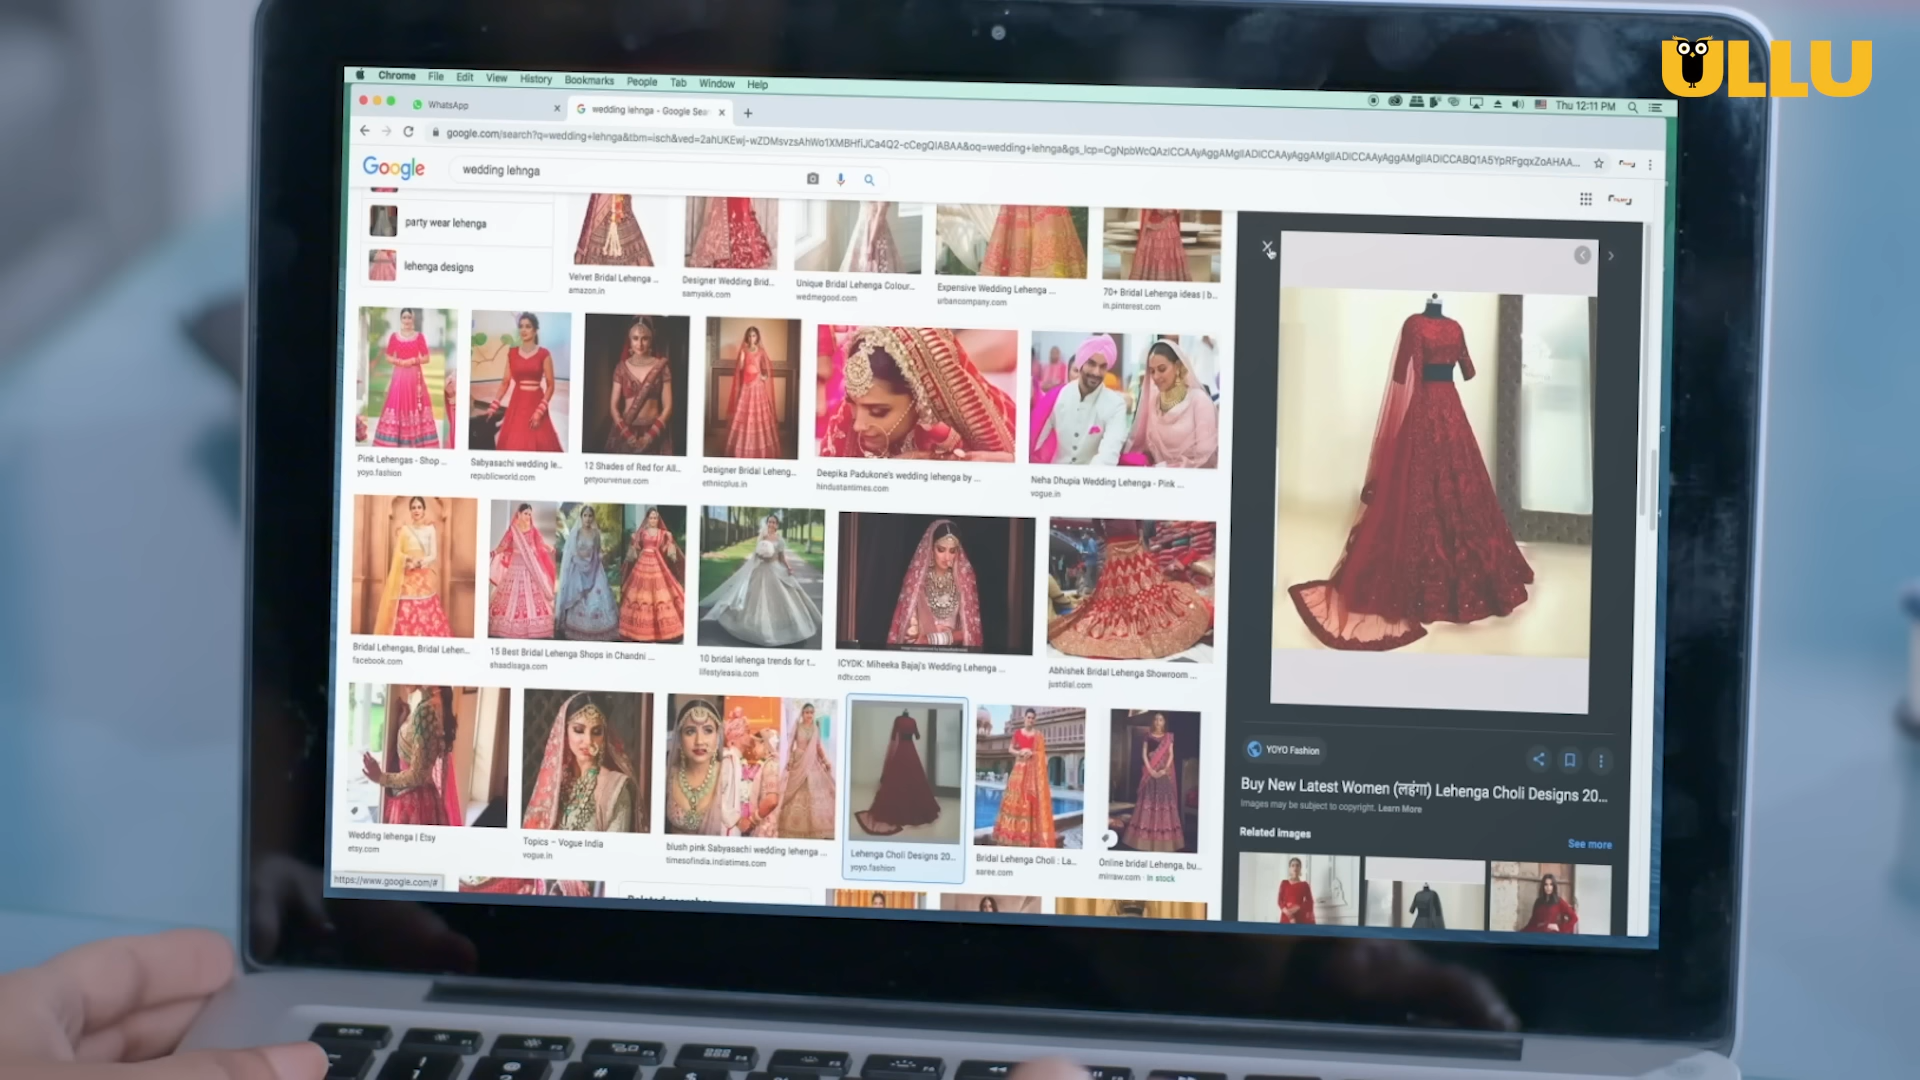 ULLU
Chrome File Edit View History Bookmarks People Tab Window Help
Thu 12:11 PM
WhatsApp
wedding lehnga - Google Sear
Google
wedding lehnga
party wear lehenga
lehenga designs
Velvet Bridal Lehenga ...
amazon.in
Designer Wedding Brid...
samyakk.com
Unique Bridal Lehenga Colour...
wedmegood.com
Expensive Wedding Lehenga ...
urbancompany.com
70+ Bridal Lehenga ideas | b...
in.pinterest.com
Pink Lehengas - Shop ...
yoyo.fashion
Sabyasachi wedding le...
republicworld.com
12 Shades of Red for All...
getyourvenue.com
Designer Bridal Leheng...
ethnicplus.in
Deepika Padukone's wedding lehenga by ...
hindustantimes.com
Neha Dhupia Wedding Lehenga - Pink ...
vogue.in
Bridal Lehengas, Bridal Lehen...
facebook.com
15 Best Bridal Lehenga Shops in Chandni ...
shaadisaga.com
10 bridal lehenga trends for t...
lifestyleasia.com
ICYDK: Miheeka Bajaj's Wedding Lehenga ...
ndtv.com
Abhishek Bridal Lehenga Showroom ...
justdial.com
Wedding lehenga | Etsy
etsy.com
Topics – Vogue India
vogue.in
blush pink Sabyasachi wedding lehenga ...
timesofindia.indiatimes.com
Lehenga Choli Designs 20...
yoyo.fashion
Bridal Lehenga Choli : La...
saree.com
Online bridal Lehenga, bu...
mirraw.com · In stock
YOYO Fashion
Buy New Latest Women (लहंगा) Lehenga Choli Designs 20...
Images may be subject to copyright. Learn More
Related images
See more
https://www.google.com/#
esc